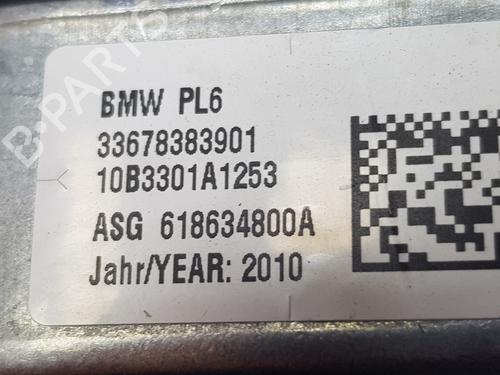 BMW PL6
33678383901
10B3301A1253
ASG 618634800A
Jahr/YEAR: 2010
B-PARTS